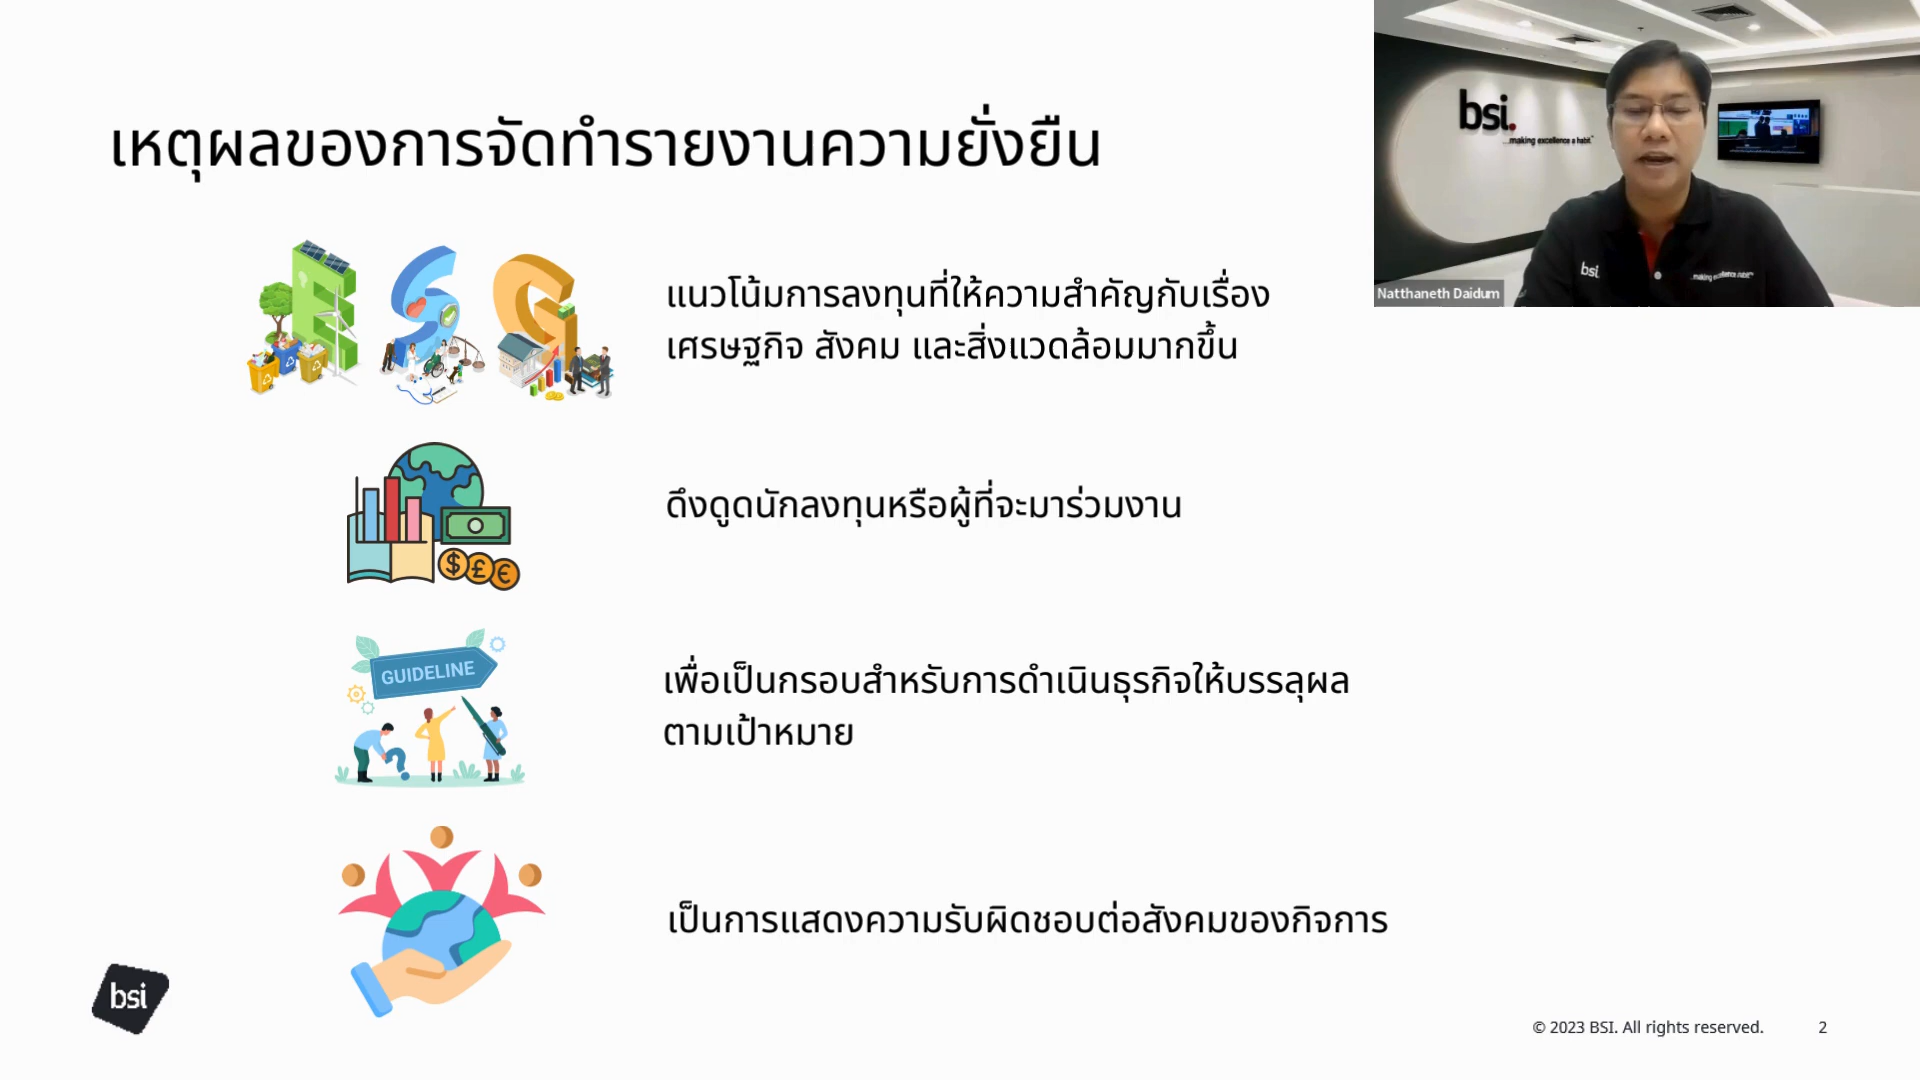 เหตุผลของการจัดทำรายงานความยั่งยืน
bsi.
...making excellence a habit.™
bsi.
...making excellence a habit.™
Natthaneth Daidum
แนวโน้มการลงทุนที่ให้ความสำคัญกับเรื่อง
เศรษฐกิจ สังคม และสิ่งแวดล้อมมากขึ้น
ดึงดูดนักลงทุนหรือผู้ที่จะมาร่วมงาน
GUIDELINE
เพื่อเป็นกรอบสำหรับการดำเนินธุรกิจให้บรรลุผล
ตามเป้าหมาย
เป็นการแสดงความรับผิดชอบต่อสังคมของกิจการ
bsi
© 2023 BSI. All rights reserved.
2
ESG
$ £ €